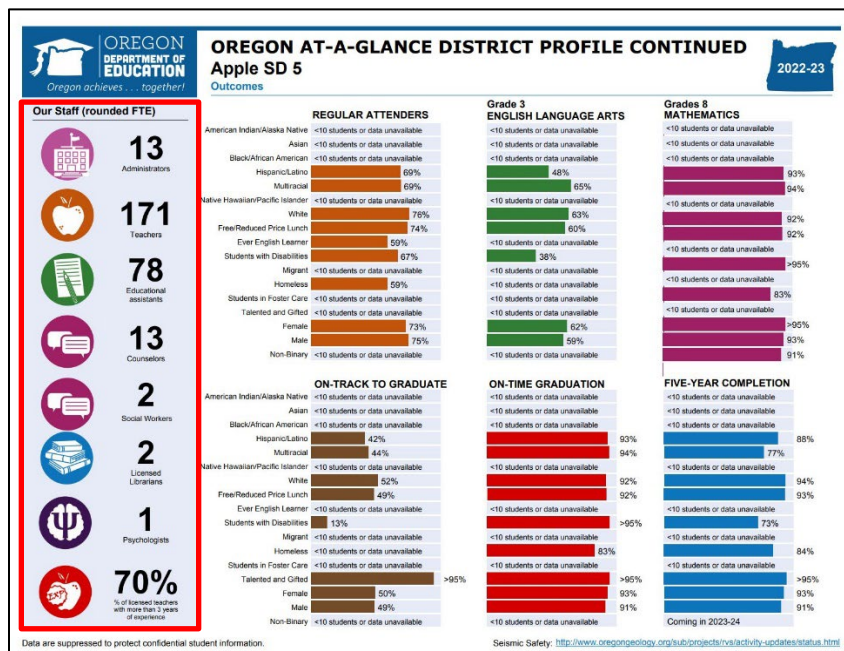 OREGON
DEPARTMENT OF
EDUCATION
Oregon achieves . . . together!
OREGON AT-A-GLANCE DISTRICT PROFILE CONTINUED
Apple SD 5
Outcomes
2022-23
Our Staff (rounded FTE)
13
Administrators
171
Teachers
78
Educational
assistants
13
Counselors
2
Social Workers
2
Licensed
Librarians
1
Psychologists
EXP
70%
% of licensed teachers
with more than 3 years
of experience
REGULAR ATTENDERS
American Indian/Alaska Native <10 students or data unavailable
Asian <10 students or data unavailable
Black/African American <10 students or data unavailable
Hispanic/Latino 69%
Multiracial 69%
Native Hawaiian/Pacific Islander <10 students or data unavailable
White 76%
Free/Reduced Price Lunch 74%
Ever English Learner 59%
Students with Disabilities 67%
Migrant <10 students or data unavailable
Homeless 59%
Students in Foster Care <10 students or data unavailable
Talented and Gifted <10 students or data unavailable
Female 73%
Male 75%
Non-Binary <10 students or data unavailable
Grade 3
ENGLISH LANGUAGE ARTS
<10 students or data unavailable
<10 students or data unavailable
<10 students or data unavailable
48%
65%
<10 students or data unavailable
63%
60%
<10 students or data unavailable
38%
<10 students or data unavailable
<10 students or data unavailable
<10 students or data unavailable
<10 students or data unavailable
62%
59%
<10 students or data unavailable
Grades 8
MATHEMATICS
<10 students or data unavailable
<10 students or data unavailable
<10 students or data unavailable
93%
94%
<10 students or data unavailable
92%
92%
<10 students or data unavailable
>95%
<10 students or data unavailable
83%
<10 students or data unavailable
>95%
93%
91%
ON-TRACK TO GRADUATE
American Indian/Alaska Native <10 students or data unavailable
Asian <10 students or data unavailable
Black/African American <10 students or data unavailable
Hispanic/Latino 42%
Multiracial 44%
Native Hawaiian/Pacific Islander <10 students or data unavailable
White 52%
Free/Reduced Price Lunch 49%
Ever English Learner <10 students or data unavailable
Students with Disabilities 13%
Migrant <10 students or data unavailable
Homeless <10 students or data unavailable
Students in Foster Care <10 students or data unavailable
Talented and Gifted >95%
Female 50%
Male 49%
Non-Binary <10 students or data unavailable
ON-TIME GRADUATION
<10 students or data unavailable
<10 students or data unavailable
<10 students or data unavailable
93%
94%
<10 students or data unavailable
92%
92%
<10 students or data unavailable
>95%
<10 students or data unavailable
83%
<10 students or data unavailable
>95%
93%
91%
<10 students or data unavailable
FIVE-YEAR COMPLETION
<10 students or data unavailable
<10 students or data unavailable
<10 students or data unavailable
88%
77%
<10 students or data unavailable
94%
93%
<10 students or data unavailable
73%
<10 students or data unavailable
84%
<10 students or data unavailable
>95%
93%
91%
Coming in 2023-24
Data are suppressed to protect confidential student information.
Seismic Safety: http://www.oregongeology.org/sub/projects/rvs/activity-updates/status.html